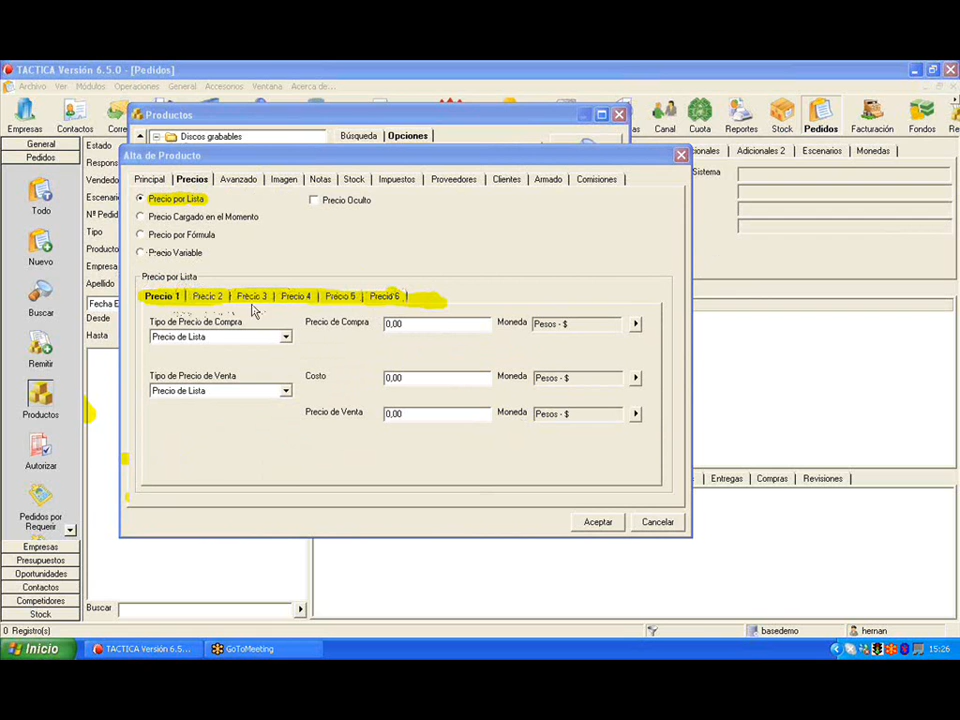 TACTICA Versión 6.5.0 - [Pedidos]
Archivo Ver Módulos Operaciones General Accesorios Ventana Acerca de...
Empresas Contactos Canal Cuota Reportes Stock Pedidos Facturación Fondos
Productos
Discos grabables Búsqueda Opciones
General
Pedidos
Estado
Adicionales 2 Escenarios Monedas
Alta de Producto
Principal Precios Avanzado Imagen Notas Stock Impuestos Proveedores Clientes Armado Comisiones
Sistema
Precio por Lista Precio Oculto
Precio Cargado en el Momento
Precio por Fórmula
Precio Variable
Todo
Nº Pedid
Tipo
Nuevo
Empresa
Apellido
Precio por Lista
Precio 1 Precio 2 Precio 3 Precio 4 Precio 5 Precio 6
Fecha E
Buscar
Desde
Hasta
Tipo de Precio de Compra Precio de Compra 0,00 Moneda Pesos - $
Precio de Lista
Remitir
Tipo de Precio de Venta Costo 0,00 Moneda Pesos - $
Precio de Lista
Productos
Precio de Venta 0,00 Moneda Pesos - $
Autorizar
Entregas Compras Revisiones
Pedidos por
Requerir
Aceptar Cancelar
Empresas
Presupuestos
Oportunidades
Contactos
Competidores
Stock
Buscar
0 Registro(s) basedemo hernan
Inicio TACTICA Versión 6.5... GoToMeeting 15:26